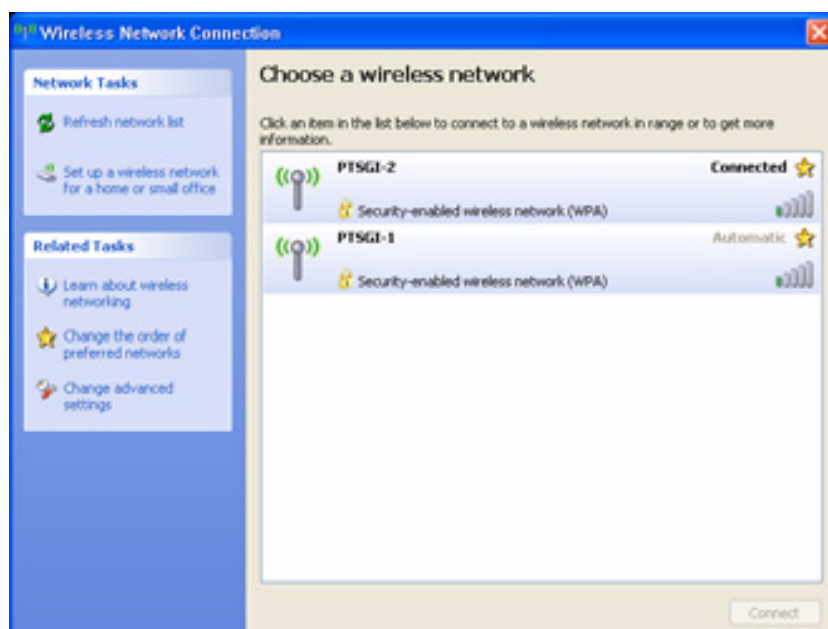 Wireless Network Connection
Network Tasks
Refresh network list
Set up a wireless network
for a home or small office
Related Tasks
Learn about wireless
networking
Change the order of
preferred networks
Change advanced
settings
Choose a wireless network
Click an item in the list below to connect to a wireless network in range or to get more
information.
PTSGI-2
Connected
Security-enabled wireless network (WPA)
PTSGI-1
Automatic
Security-enabled wireless network (WPA)
Connect